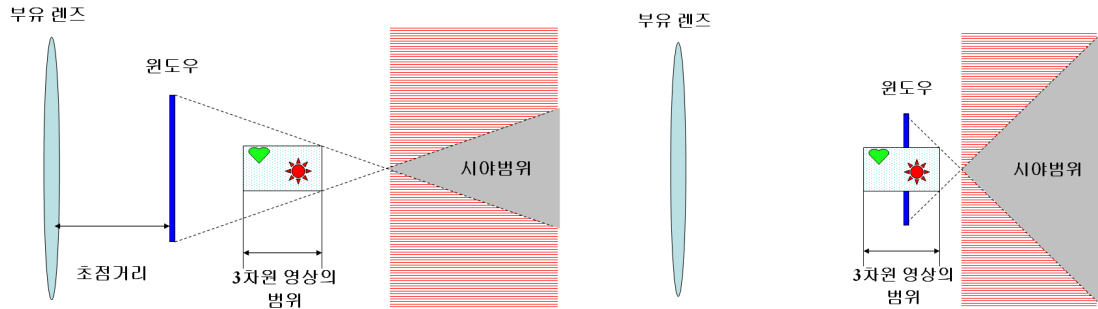 부유 렌즈
윈도우
시야범위
초점거리
3차원 영상의
범위
부유 렌즈
윈도우
시야범위
3차원 영상의
범위